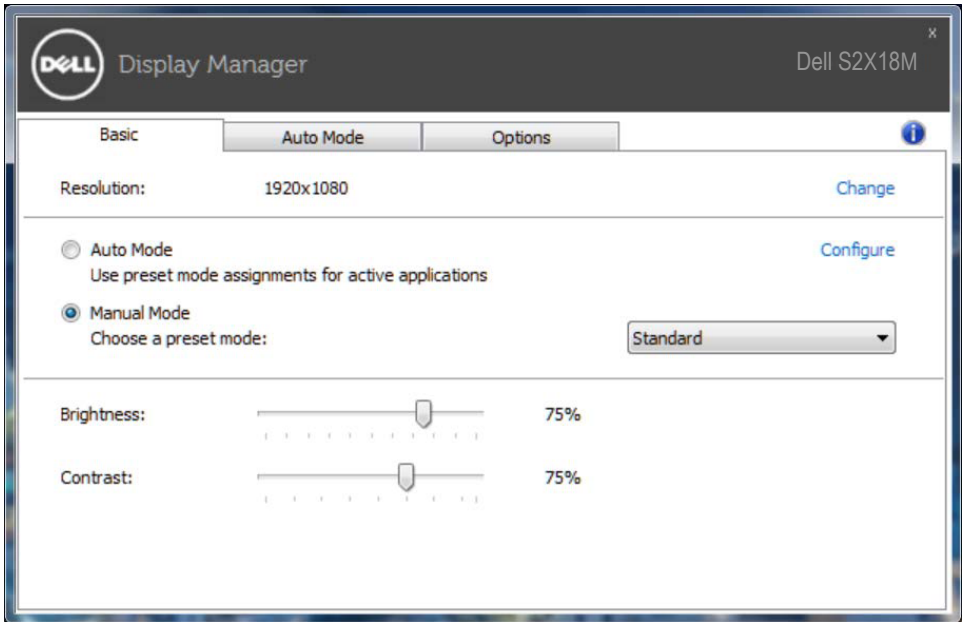 x
DELL Display Manager Dell S2X18M
Basic Auto Mode Options
Resolution: 1920x1080 Change
Auto Mode Configure
Use preset mode assignments for active applications
Manual Mode
Choose a preset mode: Standard
Brightness: 75%
Contrast: 75%